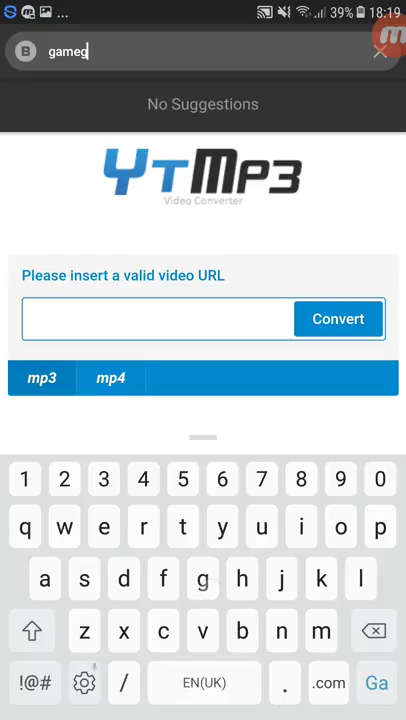 ... 39% 18:19
B gameg
No Suggestions
YTMP3
Video Converter
Please insert a valid video URL
Convert
mp3 mp4
1 2 3 4 5 6 7 8 9 0
q w e r t y u i o p
a s d f g h j k l
z x c v b n m
!@# / EN(UK) . .com Ga